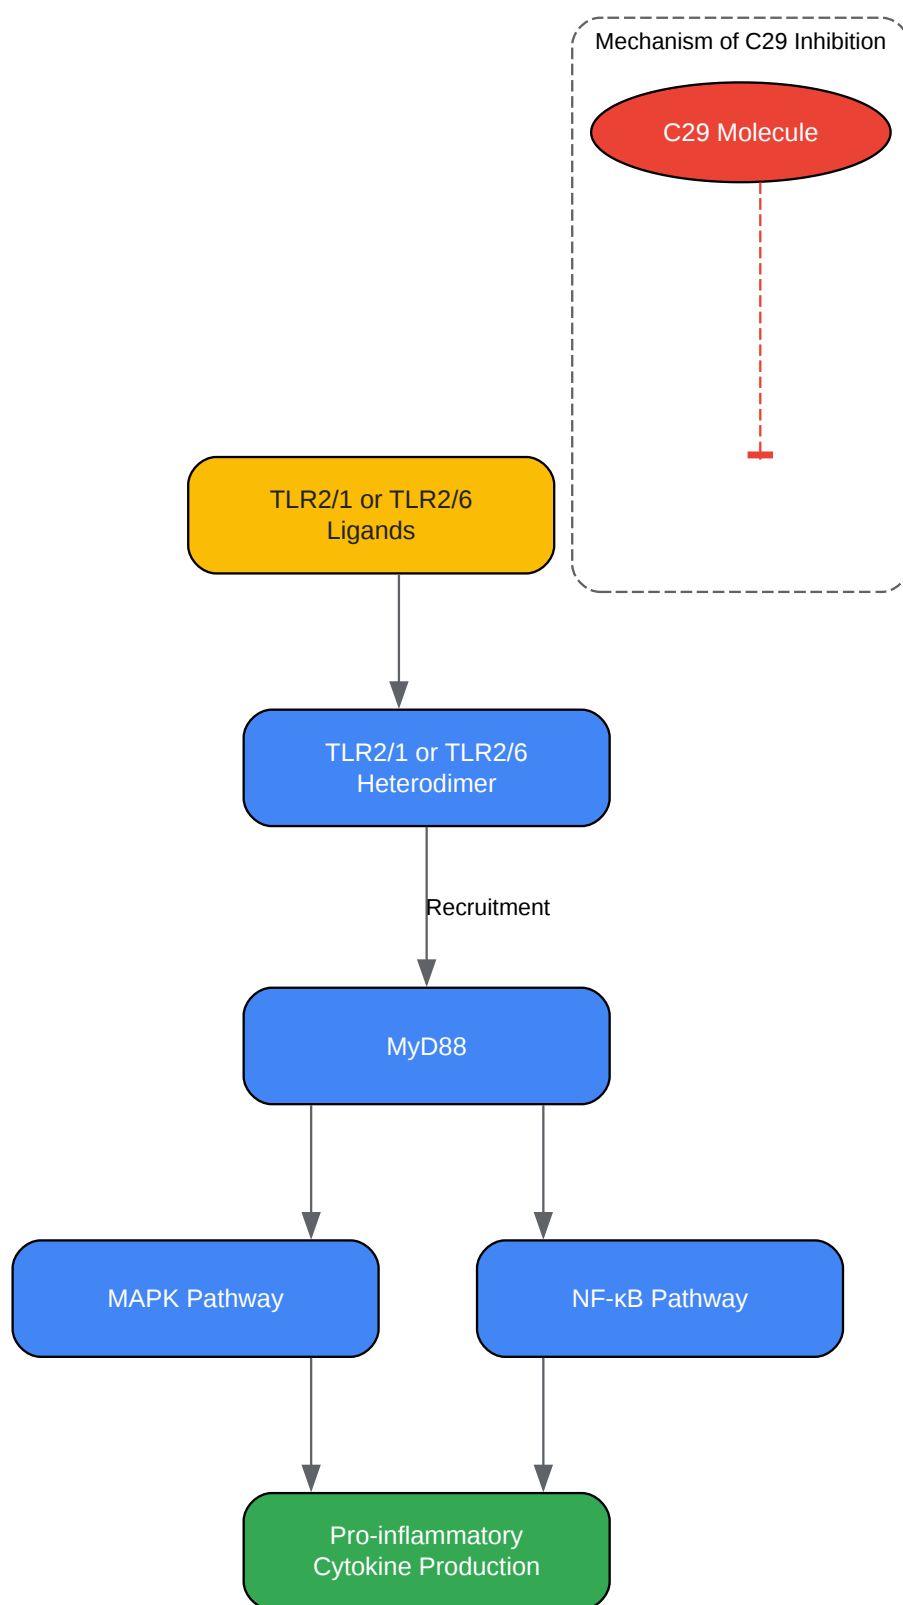 Mechanism of C29 Inhibition
C29 Molecule
TLR2/1 or TLR2/6
Ligands
TLR2/1 or TLR2/6
Heterodimer
Recruitment
MyD88
MAPK Pathway
NF-κB Pathway
Pro-inflammatory
Cytokine Production